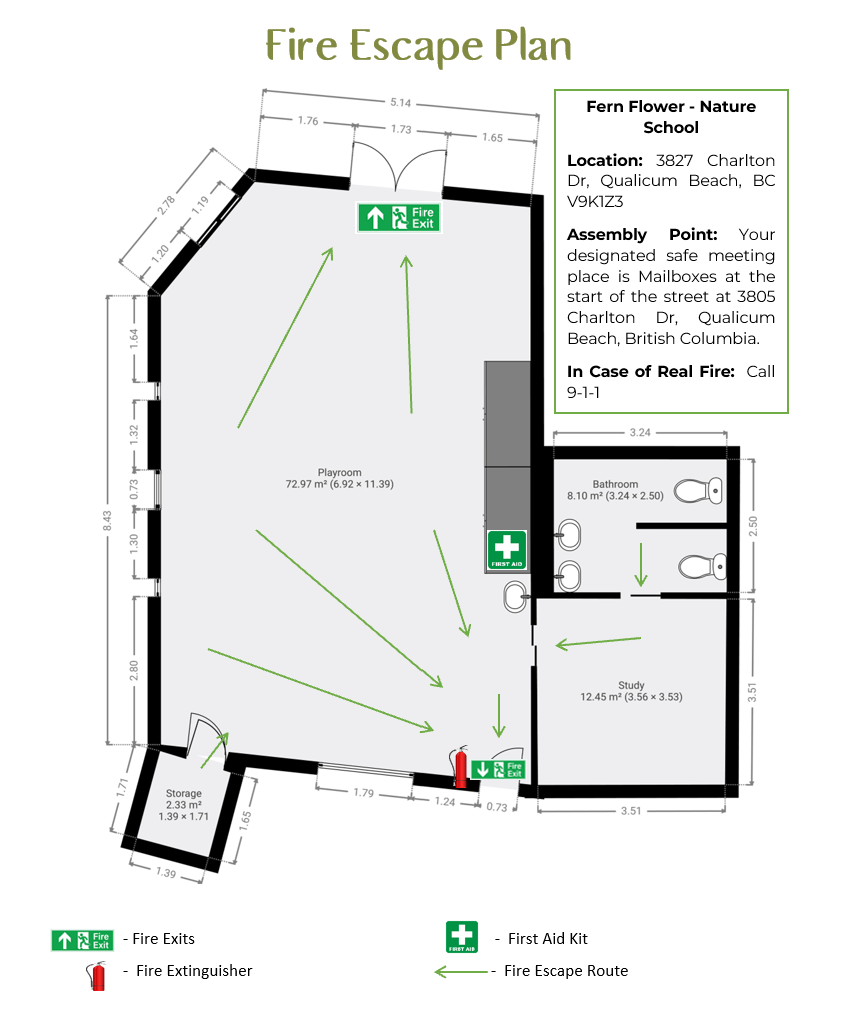 Fire Escape Plan
Fern Flower - Nature
School
Location: 3827 Charlton
Dr, Qualicum Beach, BC
V9K1Z3
Assembly Point: Your
designated safe meeting
place is Mailboxes at the
start of the street at 3805
Charlton Dr, Qualicum
Beach, British Columbia.
In Case of Real Fire: Call
9-1-1
5.14
1.76
1.73
1.65
2.78
1.19
1.20
Fire
Exit
1.64
1.32
0.73
8.43
1.30
2.80
Playroom
72.97 m² (6.92 × 11.39)
3.24
Bathroom
8.10 m² (3.24 × 2.50)
2.50
FIRST AID
Study
12.45 m² (3.56 × 3.53)
3.51
3.51
Fire
Exit
1.79
1.24
0.73
Storage
2.33 m²
1.39 × 1.71
1.71
1.65
1.39
Fire
Exit
- Fire Exits
FIRST AID
- First Aid Kit
- Fire Extinguisher
- Fire Escape Route